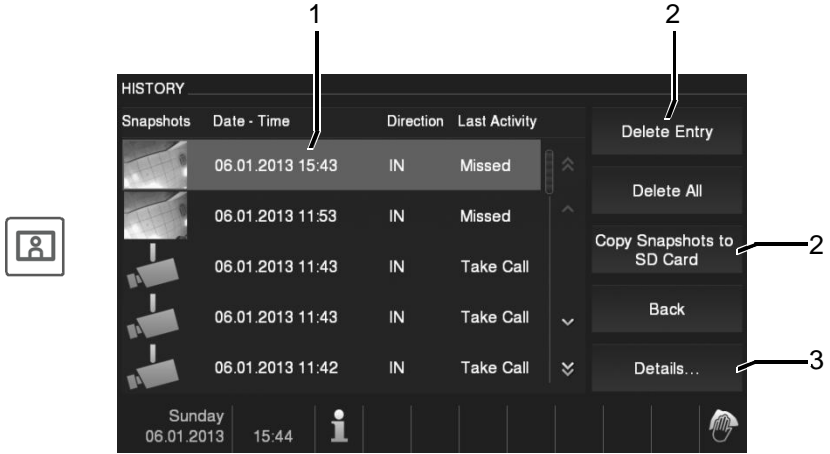 1
2
HISTORY
Snapshots Date - Time Direction Last Activity
Delete Entry
06.01.2013 15:43 IN Missed
Delete All
06.01.2013 11:53 IN Missed
Copy Snapshots to
SD Card
2
06.01.2013 11:43 IN Take Call
Back
06.01.2013 11:43 IN Take Call
Details...
3
06.01.2013 11:42 IN Take Call
Sunday
06.01.2013 15:44